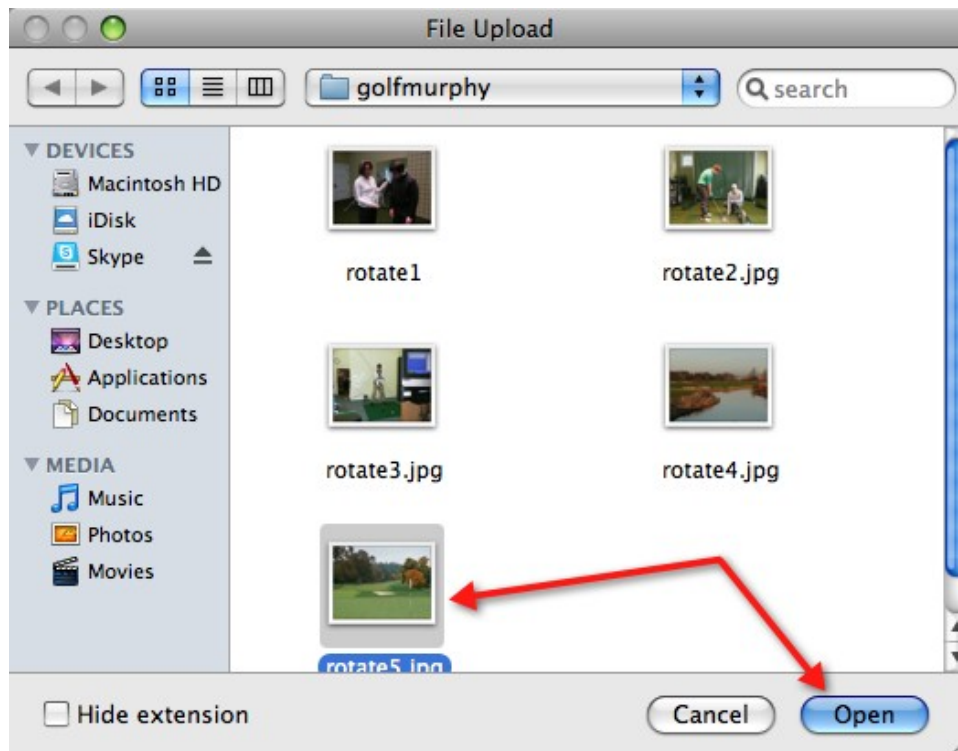 File Upload
golfmurphy
search
DEVICES
Macintosh HD
iDisk
Skype
PLACES
Desktop
Applications
Documents
MEDIA
Music
Photos
Movies
rotate1
rotate2.jpg
rotate3.jpg
rotate4.jpg
rotate5.jpg
Hide extension
Cancel
Open